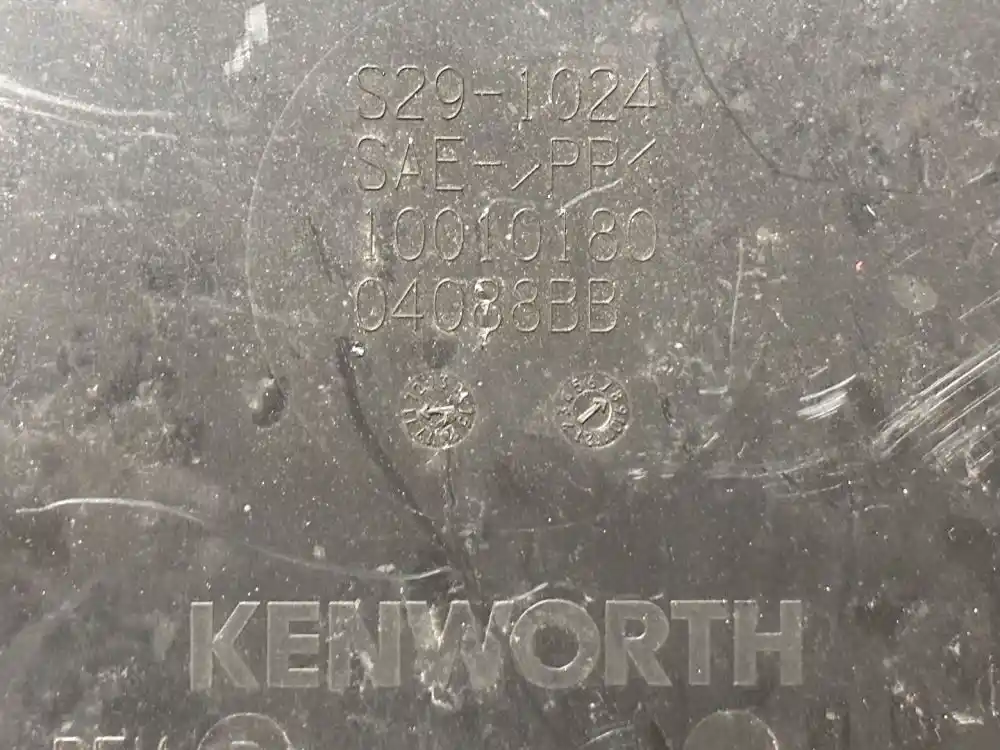 S29-1024
SAE->PP<
10010180
04088BB
KENWORTH